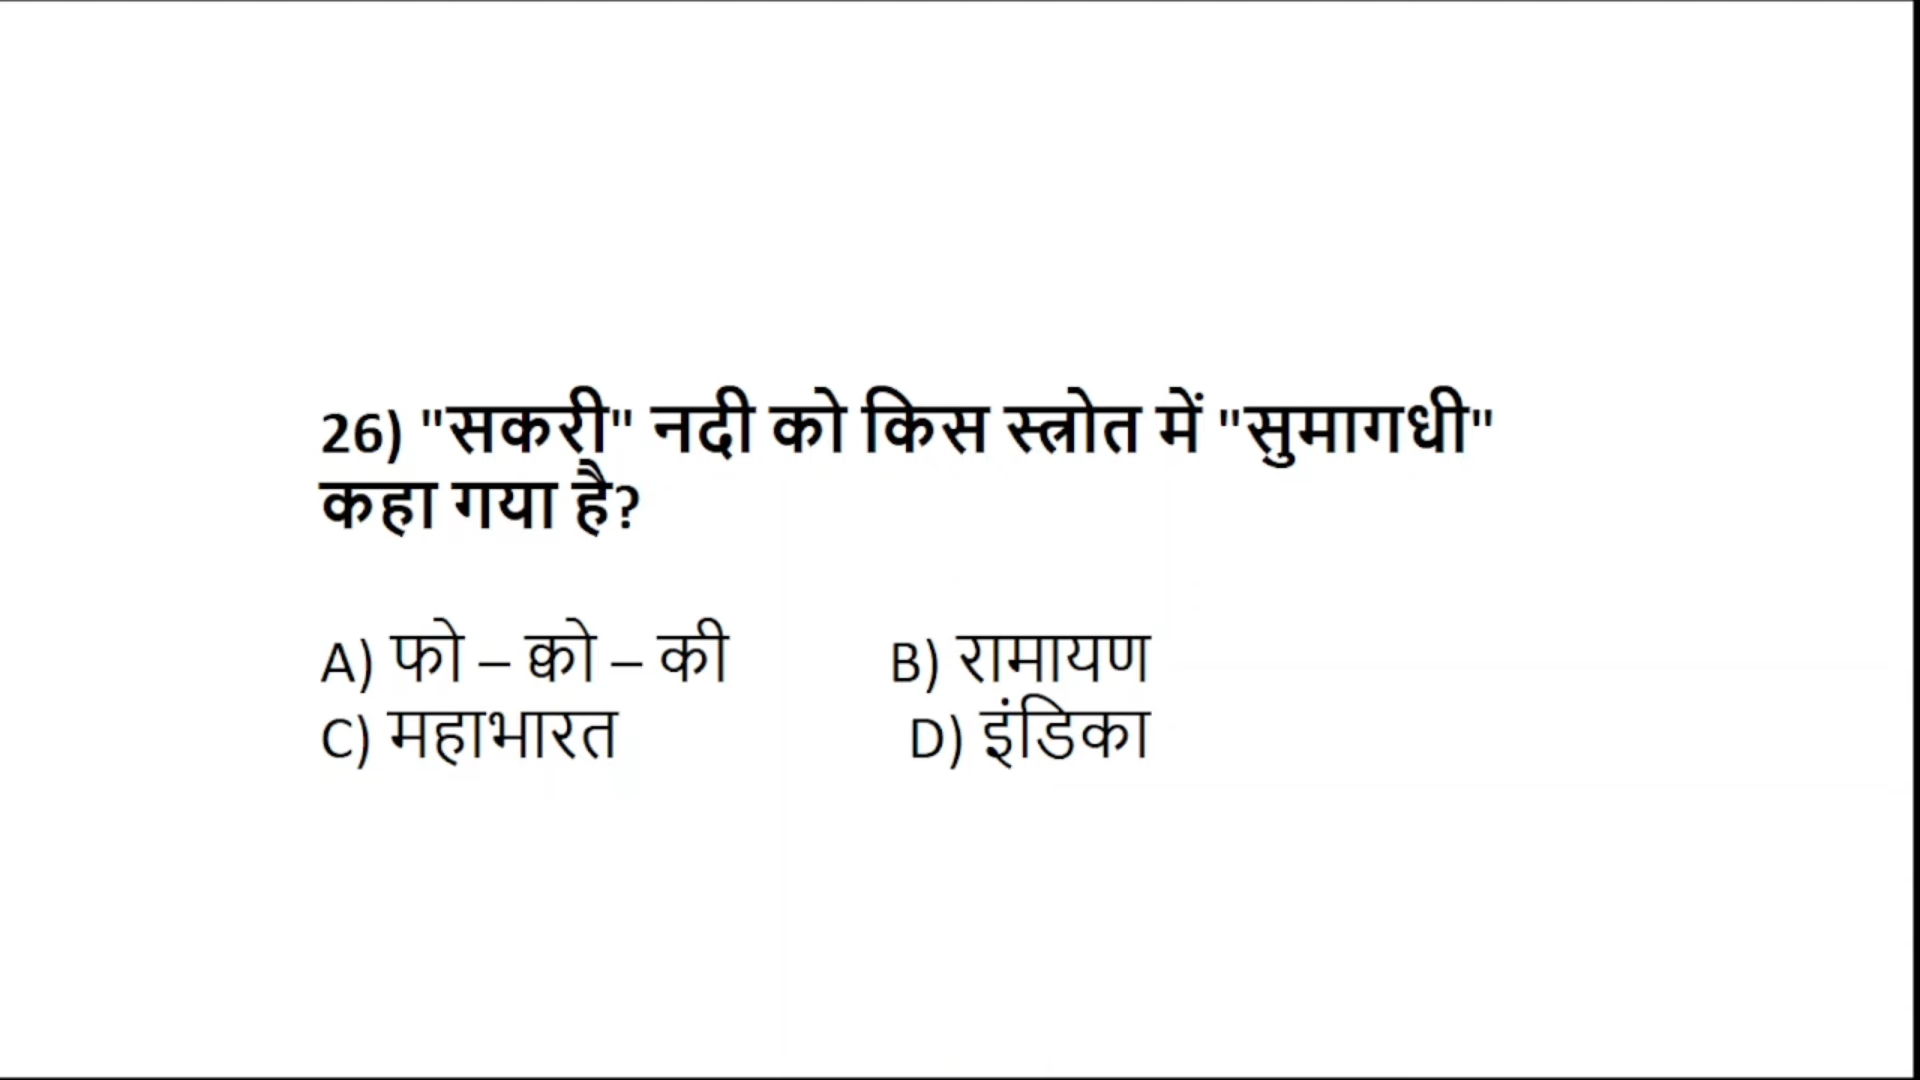 26) "सकरी" नदी को किस स्त्रोत में "सुमागधी"
कहा गया है?
A) फो – क्वो – की B) रामायण
C) महाभारत D) इंडिका